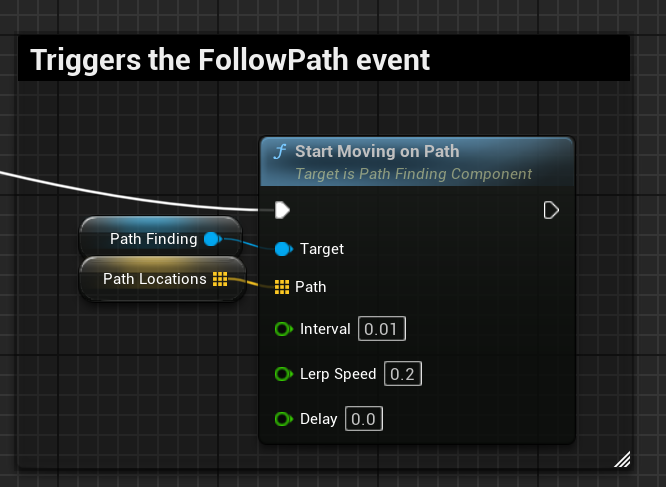 Triggers the FollowPath event
Start Moving on Path
Target is Path Finding Component
Path Finding
Target
Path Locations
Path
Interval 0.01
Lerp Speed 0.2
Delay 0.0